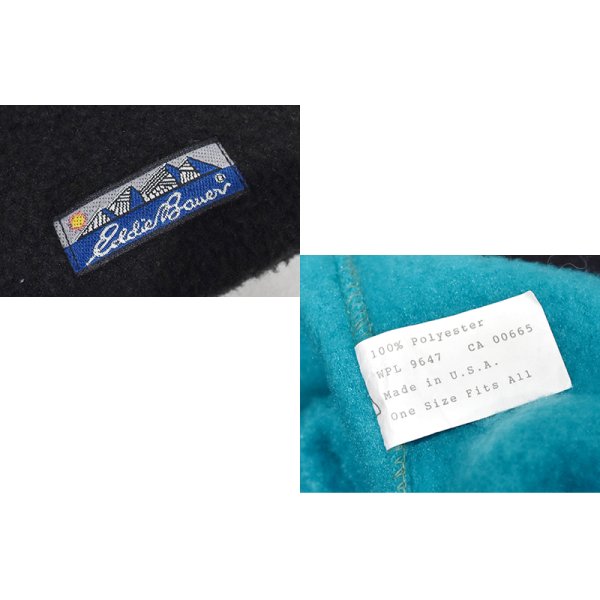 Eddie Bauer
100% Polyester
WPL 9647 CA 00665
Made in U.S.A.
One Size Fits All